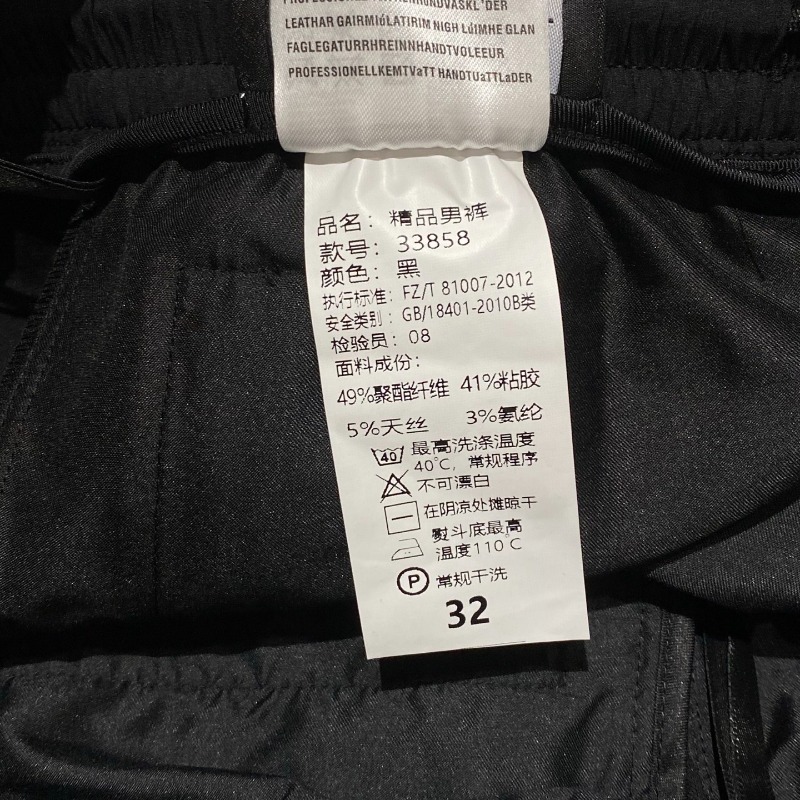 LEATHAR GAIRMIúLATIRIM NIGH LúIMHE GLAN
FAGLEGATURRHREINNHANDTVOLEEUR
PROFESSIONELLKEMTVaTT HANDTUaTTLaDER
品名：精品男裤
款号：33858
颜色：黑
执行标准：FZ/T 81007-2012
安全类别：GB/18401-2010B类
检验员：08
面料成份：
49%聚酯纤维 41%粘胶
5%天丝 3%氨纶
40 最高洗涤温度
40℃，常规程序
不可漂白
在阴凉处摊晾干
熨斗底最高
温度110℃
P 常规干洗
32